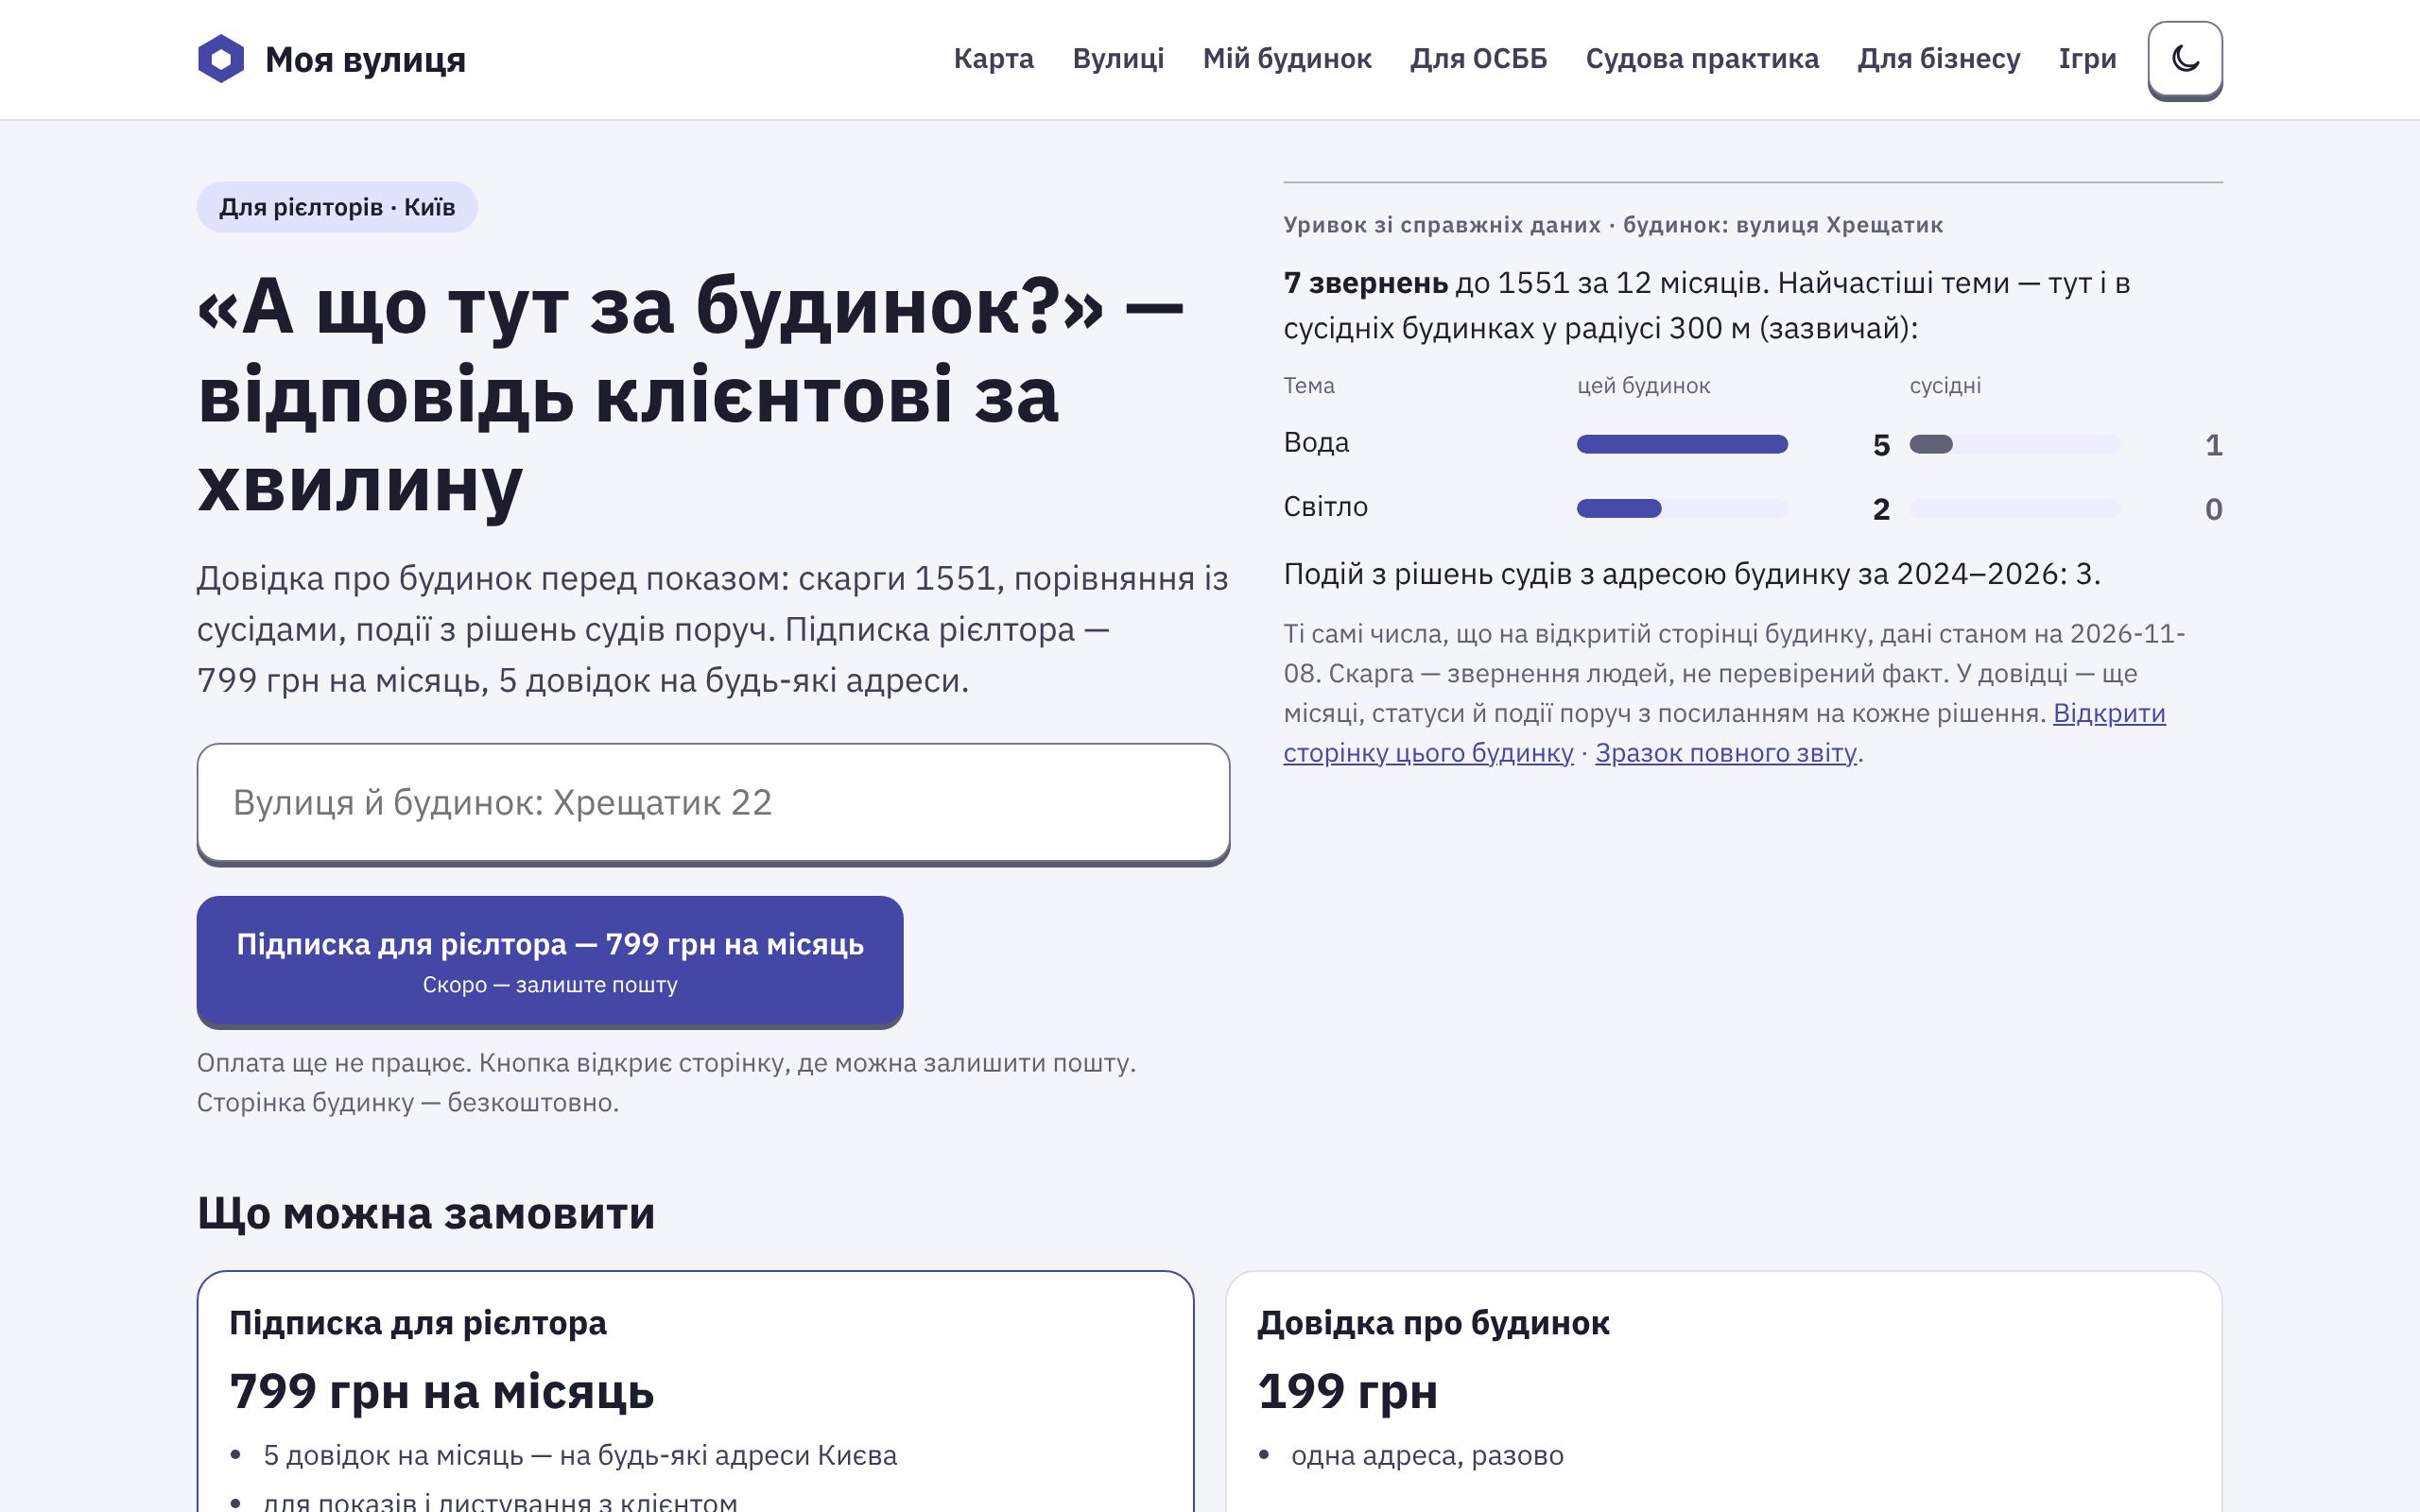 Моя вулиця
Карта Вулиці Мій будинок Для ОСББ Судова практика Для бізнесу Ігри
Для рієлторів · Київ
«А що тут за будинок?» —
відповідь клієнтові за
хвилину
Довідка про будинок перед показом: скарги 1551, порівняння із
сусідами, події з рішень судів поруч. Підписка рієлтора —
799 грн на місяць, 5 довідок на будь-які адреси.
Вулиця й будинок: Хрещатик 22
Підписка для рієлтора — 799 грн на місяць
Скоро — залиште пошту
Оплата ще не працює. Кнопка відкриє сторінку, де можна залишити пошту.
Сторінка будинку — безкоштовно.
Уривок зі справжніх даних · будинок: вулиця Хрещатик
7 звернень до 1551 за 12 місяців. Найчастіші теми — тут і в
сусідніх будинках у радіусі 300 м (зазвичай):
Тема цей будинок сусідні
Вода 5 1
Світло 2 0
Подій з рішень судів з адресою будинку за 2024–2026: 3.
Ті самі числа, що на відкритій сторінці будинку, дані станом на 2026-11-
08. Скарга — звернення людей, не перевірений факт. У довідці — ще
місяці, статуси й події поруч з посиланням на кожне рішення. Відкрити
сторінку цього будинку · Зразок повного звіту.
Що можна замовити
Підписка для рієлтора
799 грн на місяць
• 5 довідок на місяць — на будь-які адреси Києва
• для показів і листування з клієнтом
Довідка про будинок
199 грн
• одна адреса, разово